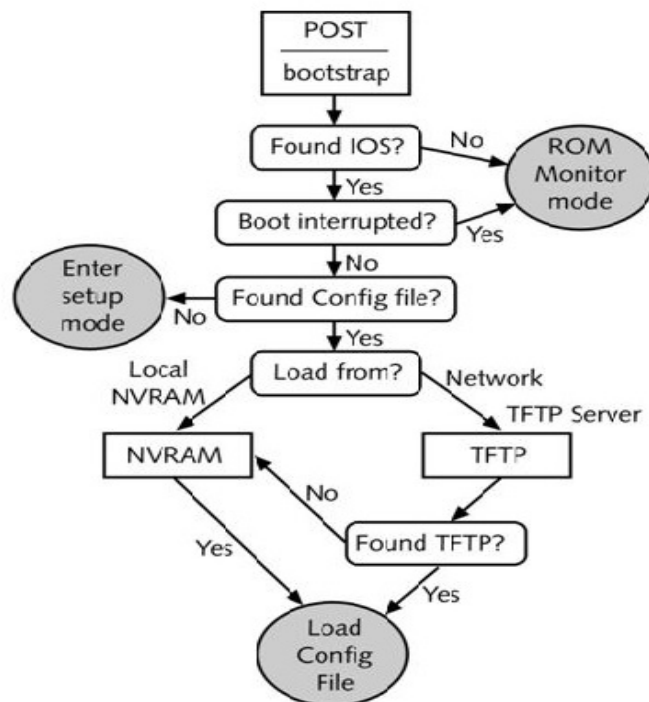 POST
bootstrap
Found IOS?
No
ROM
Monitor
mode
Yes
Boot interrupted?
Yes
No
Enter
setup
mode
No
Found Config file?
Yes
Local
NVRAM
Load from?
Network
TFTP Server
NVRAM
TFTP
No
Found TFTP?
Yes
Yes
Load
Config
File